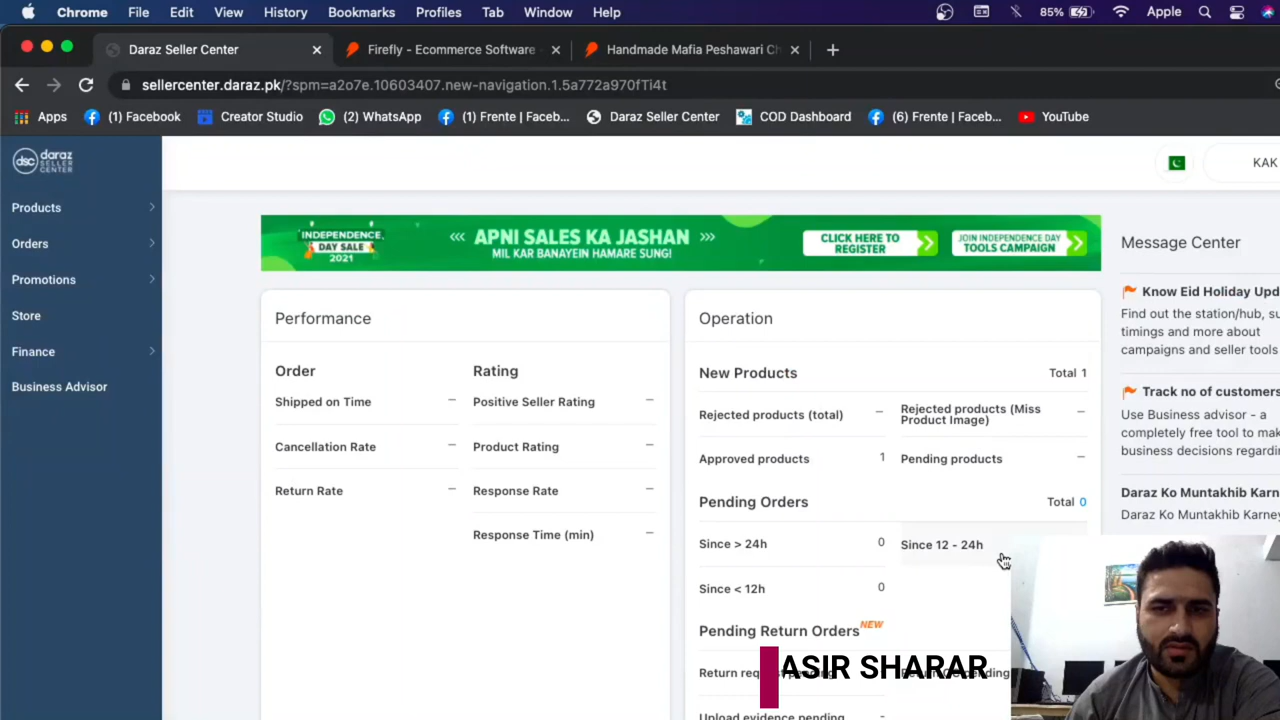 Chrome File Edit View History Bookmarks Profiles Tab Window Help 85% Apple
Daraz Seller Center
Firefly - Ecommerce Software
Handmade Mafia Peshawari Ch
sellercenter.daraz.pk/?spm=a2o7e.10603407.new-navigation.1.5a772a970fTi4t
Apps (1) Facebook Creator Studio (2) WhatsApp (1) Frente | Faceb... Daraz Seller Center COD Dashboard (6) Frente | Faceb... YouTube
dsc daraz
SELLER
CENTER
KAK
Products
Orders
Promotions
Store
Finance
Business Advisor
INDEPENDENCE
DAY SALE
2021
APNI SALES KA JASHAN
MIL KAR BANAYEIN HAMARE SUNG!
CLICK HERE TO
REGISTER
JOIN INDEPENDENCE DAY
TOOLS CAMPAIGN
Performance
Order
Shipped on Time –
Cancellation Rate –
Return Rate –
Rating
Positive Seller Rating –
Product Rating –
Response Rate –
Response Time (min) –
Operation
New Products Total 1
Rejected products (total) –
Rejected products (Miss
Product Image) –
Approved products 1
Pending products –
Pending Orders Total 0
Since > 24h 0
Since 12 - 24h
Since < 12h 0
Pending Return Orders NEW
Upload evidence pending -
Message Center
Know Eid Holiday Upd
Find out the station/hub, su
timings and more about
campaigns and seller tools
Track no of customers
Use Business advisor - a
completely free tool to mak
business decisions regardin
Daraz Ko Muntakhib Karn
Daraz Ko Muntakhib Karney
ASIR SHARAR